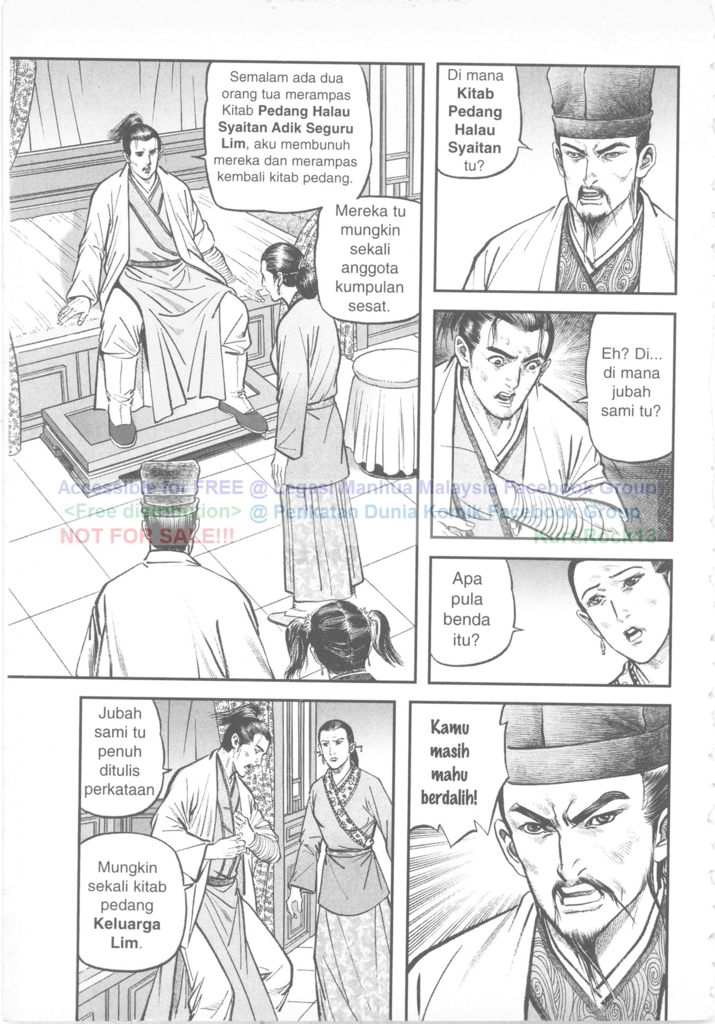 Semalam ada dua
orang tua merampas
Kitab Pedang Halau
Syaitan Adik Seguru
Lim, aku membunuh
mereka dan merampas
kembali kitab pedang.
Mereka tu
mungkin
sekali
anggota
kumpulan
sesat.
Di mana
Kitab
Pedang
Halau
Syaitan
tu?
Eh? Di...
di mana
jubah
sami tu?
Accessible for FREE @ Legasi Manhua Malaysia Facebook Group
<Free distribution> @ Perikatan Dunia Komik Facebook Group
NOT FOR SALE!!!
Apa
pula
benda
itu?
Jubah
sami tu
penuh
ditulis
perkataan
Mungkin
sekali kitab
pedang
Keluarga
Lim.
Kamu
masih
mahu
berdalih!